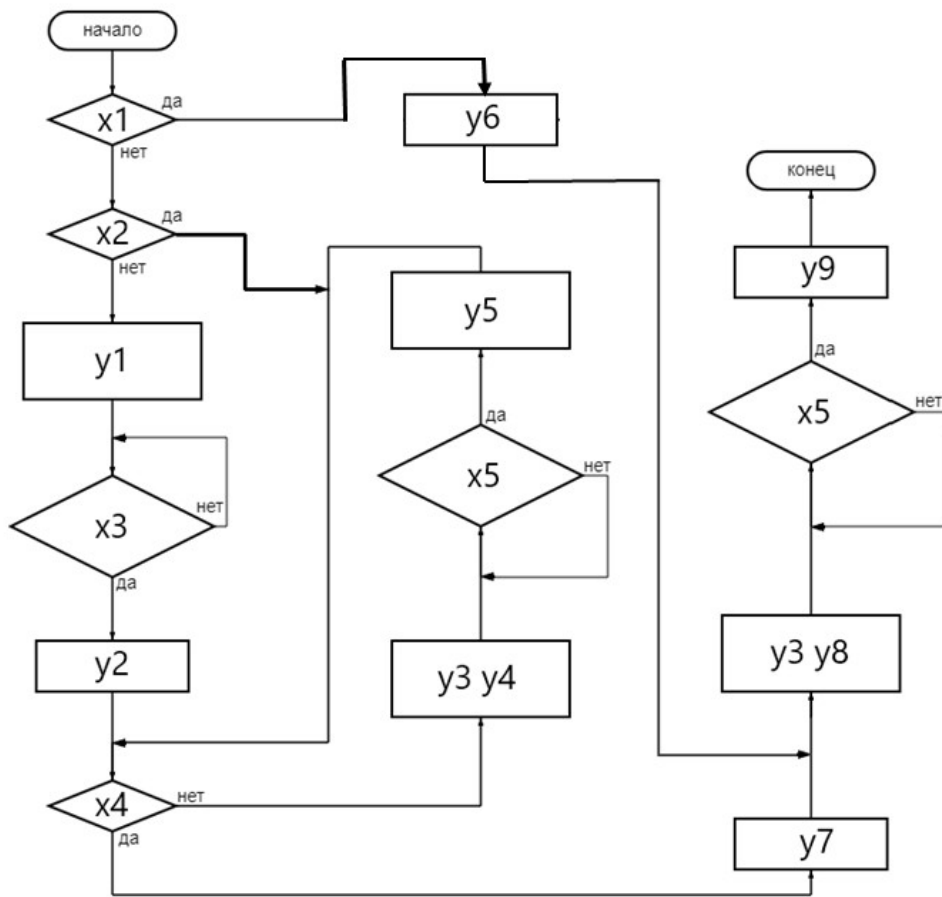 начало
x1
да
нет
y6
x2
да
нет
y1
x3
нет
да
y2
x4
нет
да
y3 y4
x5
нет
да
y5
y7
y3 y8
x5
нет
да
y9
конец